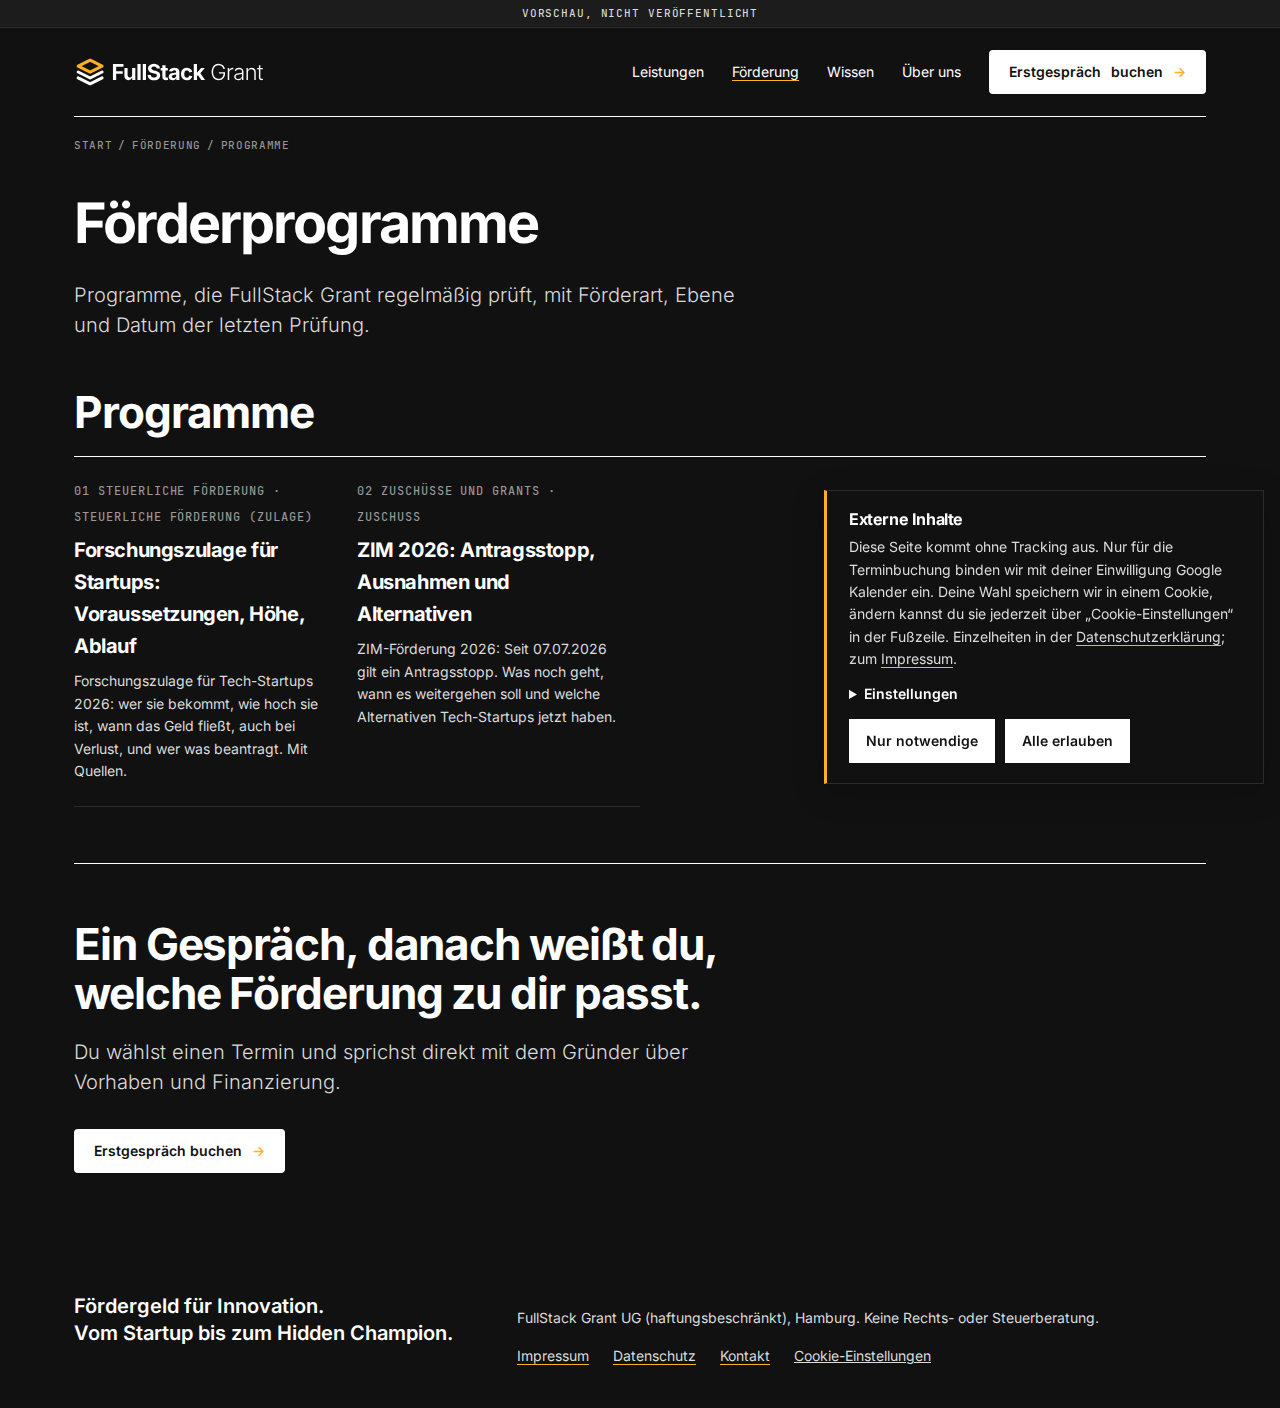 VORSCHAU, NICHT VERÖFFENTLICHT
FullStack Grant
Leistungen
Förderung
Wissen
Über uns
Erstgespräch buchen →
START / FÖRDERUNG / PROGRAMME
Förderprogramme
Programme, die FullStack Grant regelmäßig prüft, mit Förderart, Ebene
und Datum der letzten Prüfung.
Programme
01 STEUERLICHE FÖRDERUNG ·
STEUERLICHE FÖRDERUNG (ZULAGE)
Forschungszulage für
Startups:
Voraussetzungen, Höhe,
Ablauf
Forschungszulage für Tech-Startups
2026: wer sie bekommt, wie hoch sie
ist, wann das Geld fließt, auch bei
Verlust, und wer was beantragt. Mit
Quellen.
02 ZUSCHÜSSE UND GRANTS ·
ZUSCHUSS
ZIM 2026: Antragsstopp,
Ausnahmen und
Alternativen
ZIM-Förderung 2026: Seit 07.07.2026
gilt ein Antragsstopp. Was noch geht,
wann es weitergehen soll und welche
Alternativen Tech-Startups jetzt haben.
Externe Inhalte
Diese Seite kommt ohne Tracking aus. Nur für die
Terminbuchung binden wir mit deiner Einwilligung Google
Kalender ein. Deine Wahl speichern wir in einem Cookie,
ändern kannst du sie jederzeit über „Cookie-Einstellungen“
in der Fußzeile. Einzelheiten in der Datenschutzerklärung;
zum Impressum.
▶ Einstellungen
Nur notwendige
Alle erlauben
Ein Gespräch, danach weißt du,
welche Förderung zu dir passt.
Du wählst einen Termin und sprichst direkt mit dem Gründer über
Vorhaben und Finanzierung.
Erstgespräch buchen →
Fördergeld für Innovation.
Vom Startup bis zum Hidden Champion.
FullStack Grant UG (haftungsbeschränkt), Hamburg. Keine Rechts- oder Steuerberatung.
Impressum
Datenschutz
Kontakt
Cookie-Einstellungen